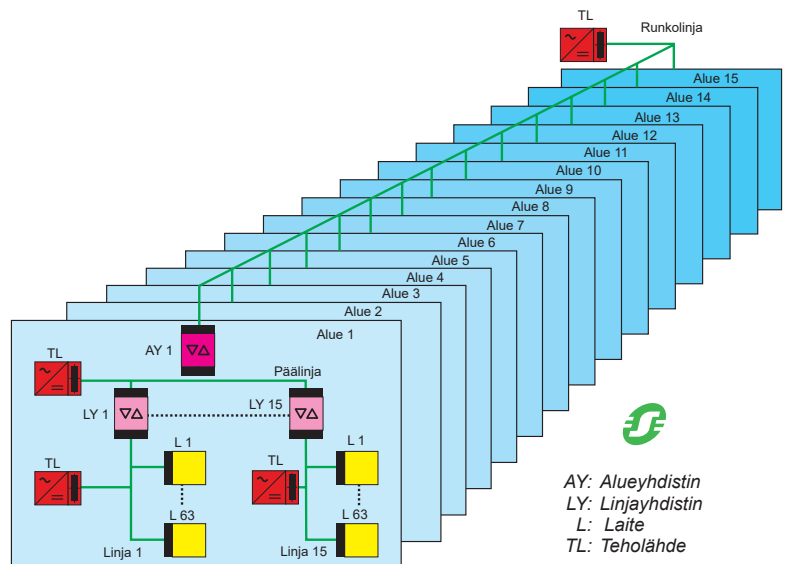 TL
Runkolinja
Alue 15
Alue 14
Alue 13
Alue 12
Alue 11
Alue 10
Alue 9
Alue 8
Alue 7
Alue 6
Alue 5
Alue 4
Alue 3
Alue 2
Alue 1
AY 1
TL
Päälinja
LY 1
LY 15
L 1
L 1
TL
TL
L 63
L 63
Linja 1
Linja 15
AY: Alueyhdistin
LY: Linjayhdistin
L: Laite
TL: Teholähde